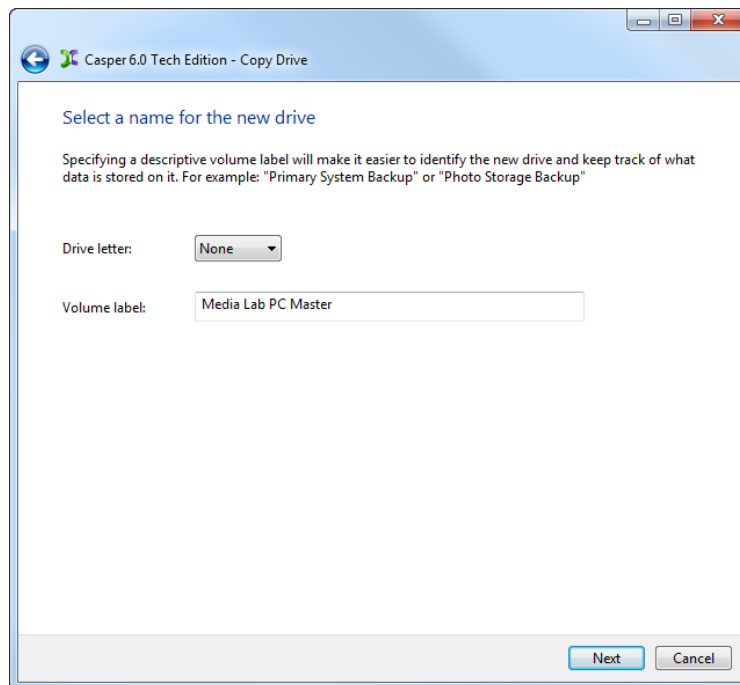 Casper 6.0 Tech Edition - Copy Drive
Select a name for the new drive
Specifying a descriptive volume label will make it easier to identify the new drive and keep track of what
data is stored on it. For example: "Primary System Backup" or "Photo Storage Backup"
Drive letter: None
Volume label: Media Lab PC Master
Next Cancel